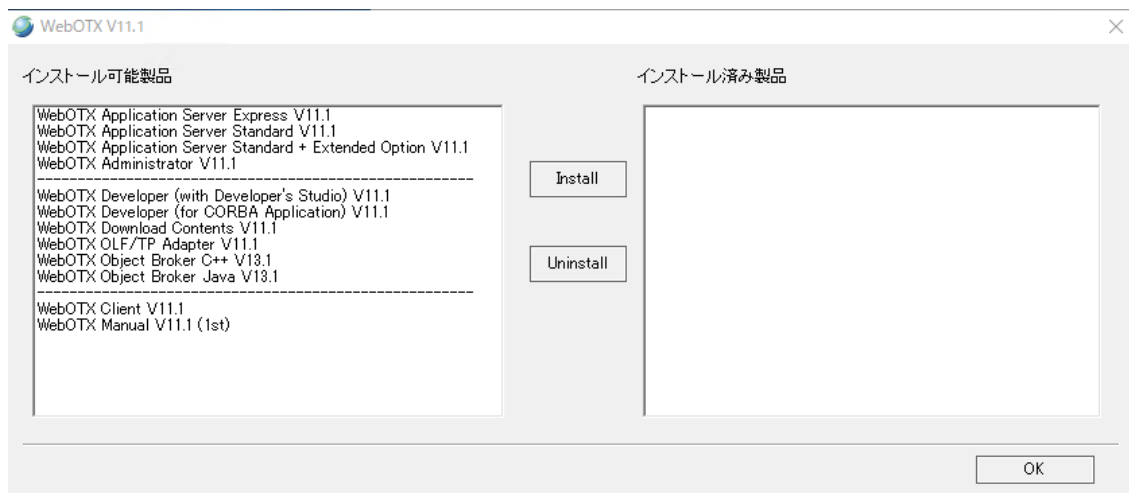 WebOTX V11.1
インストール可能製品
インストール済み製品
WebOTX Application Server Express V11.1
WebOTX Application Server Standard V11.1
WebOTX Application Server Standard + Extended Option V11.1
WebOTX Administrator V11.1
WebOTX Developer (with Developer's Studio) V11.1
WebOTX Developer (for CORBA Application) V11.1
WebOTX Download Contents V11.1
WebOTX OLF/TP Adapter V11.1
WebOTX Object Broker C++ V13.1
WebOTX Object Broker Java V13.1
WebOTX Client V11.1
WebOTX Manual V11.1 (1st)
Install
Uninstall
OK